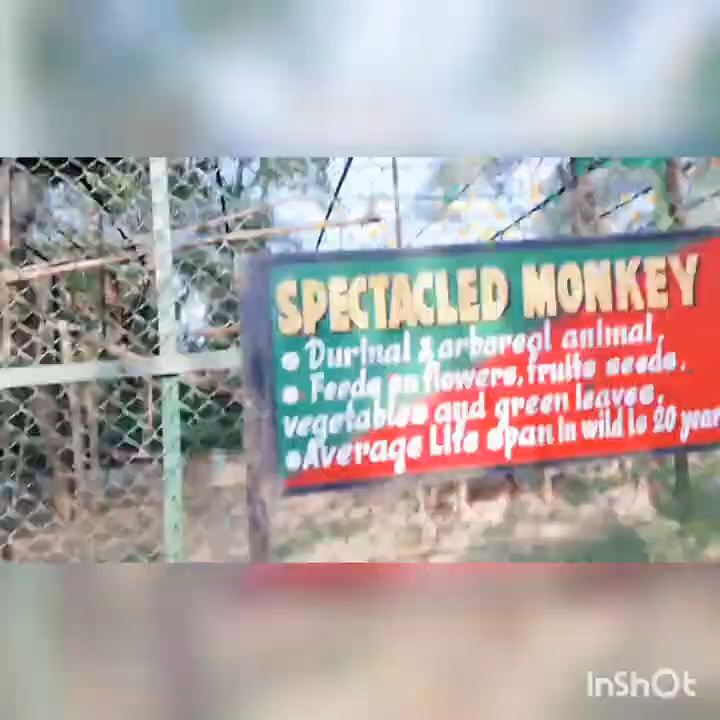 SPECTACLED MONKEY
• Durinal & arboreal animal,
• Feeds on flowers, fruits seeds,
vegetables and green leaves,
• Average Life span in wild is 20 year
InShOt